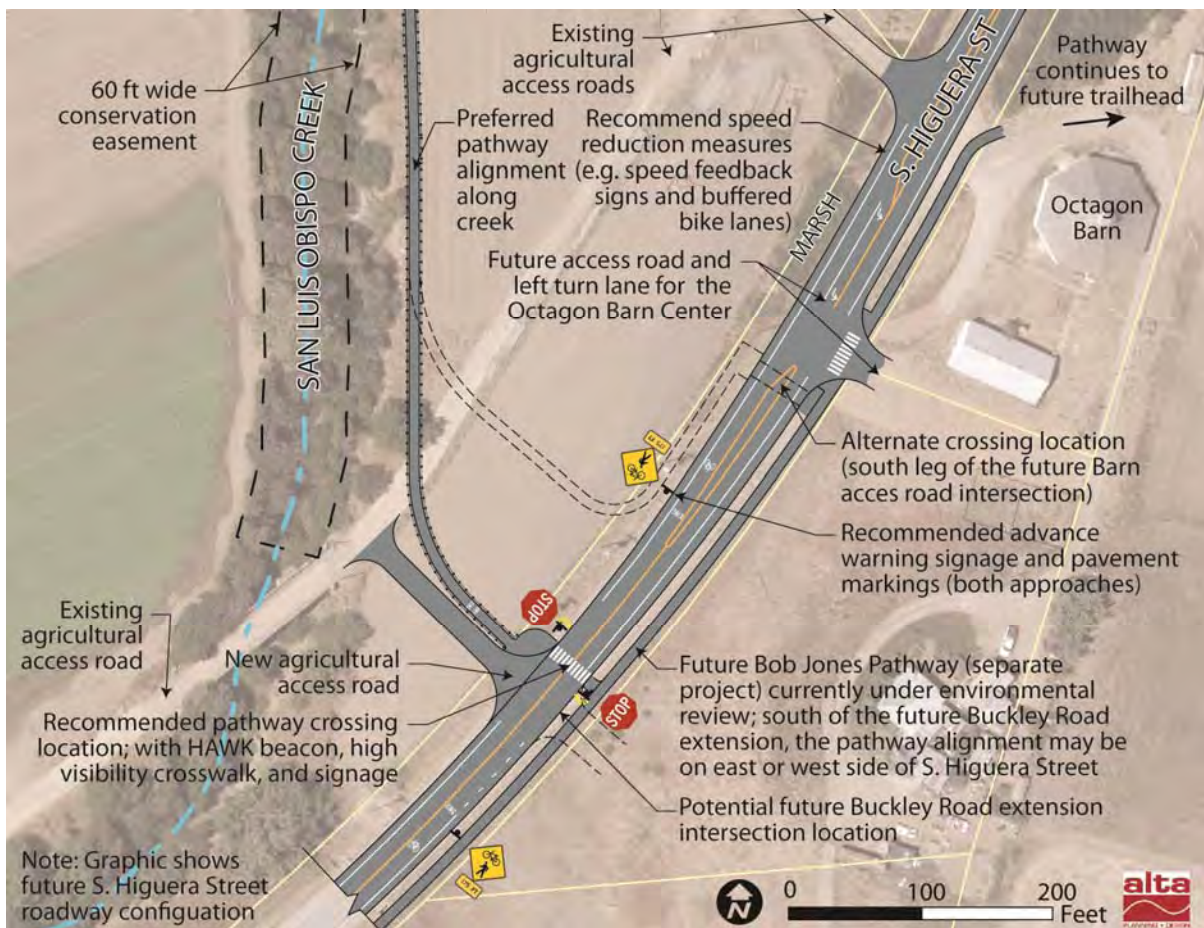 60 ft wide
conservation
easement
SAN LUIS OBISPO CREEK
Existing
agricultural
access roads
Preferred
pathway
alignment
along
creek
Recommend speed
reduction measures
(e.g. speed feedback
signs and buffered
bike lanes)
S. HIGUERA ST
Pathway
continues to
future trailhead
Octagon
Barn
MARSH
Future access road and
left turn lane for the
Octagon Barn Center
Alternate crossing location
(south leg of the future Barn
acces road intersection)
Recommended advance
warning signage and pavement
markings (both approaches)
STOP
STOP
Existing
agricultural
access road
New agricultural
access road
Recommended pathway crossing
location; with HAWK beacon, high
visibility crosswalk, and signage
Future Bob Jones Pathway (separate
project) currently under environmental
review; south of the future Buckley Road
extension, the pathway alignment may be
on east or west side of S. Higuera Street
Potential future Buckley Road extension
intersection location
Note: Graphic shows
future S. Higuera Street
roadway configuation
N
0 100 200
Feet
alta
PLANNING + DESIGN